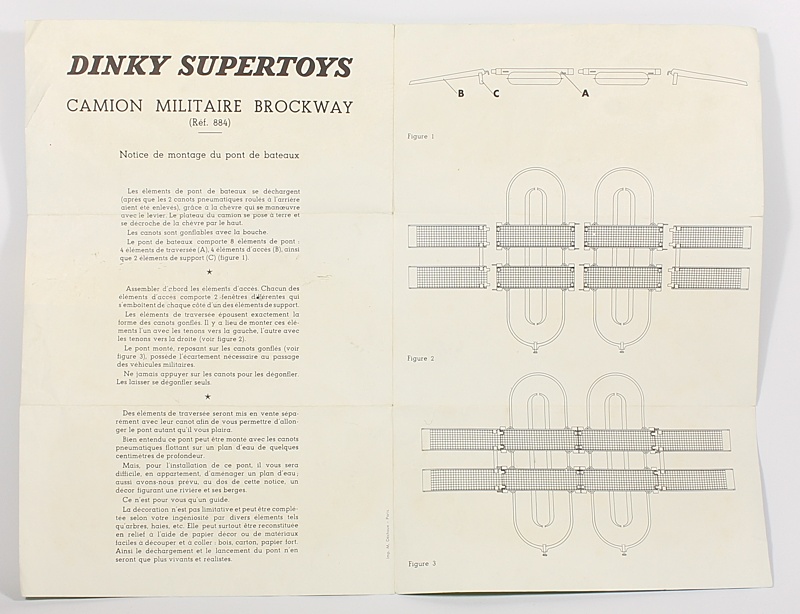 DINKY SUPERTOYS
CAMION MILITAIRE BROCKWAY
(Réf. 884)
Notice de montage du pont de bateaux
Les éléments de pont de bateaux se déchargent
(après que les 2 canots pneumatiques roulés à l'arrière
aient été enlevés), grâce à la chèvre qui se manœuvre
avec le levier. Le plateau du camion se pose à terre et
se décroche de la chèvre par le haut.
Les canots sont gonflables avec la bouche.
Le pont de bateaux comporte 8 éléments de pont :
4 éléments de traversée (A), 4 éléments d'accès (B), ainsi
que 2 éléments de support (C) (figure 1).
★
Assembler d'abord les éléments d'accès. Chacun des
éléments d'accès comporte 2 fenêtres différentes qui
s'emboîtent de chaque côté d'un des éléments de support.
Les éléments de traversée épousent exactement la
forme des canots gonflés. Il y a lieu de monter ces élé-
ments l'un avec les tenons vers la gauche, l'autre avec
les tenons vers la droite (voir figure 2).
Le pont monté, reposant sur les canots gonflés (voir
figure 3), possède l'écartement nécessaire au passage
des véhicules militaires.
Ne jamais appuyer sur les canots pour les dégonfler.
Les laisser se dégonfler seuls.
★
Des éléments de traversée seront mis en vente sépa-
rément avec leur canot afin de vous permettre d'allon-
ger le pont autant qu'il vous plaira.
Bien entendu ce pont peut être monté avec les canots
pneumatiques flottant sur un plan d'eau de quelques
centimètres de profondeur.
Mais, pour l'installation de ce pont, il vous sera
difficile, en appartement, d'aménager un plan d'eau ;
aussi avons-nous prévu, au dos de cette notice, un
décor figurant une rivière et ses berges.
Ce n'est pour vous qu'un guide.
La décoration n'est pas limitative et peut être complé-
tée selon votre ingéniosité par divers éléments tels
qu'arbres, haies, etc. Elle peut surtout être reconstituée
en relief à l'aide de papier décor ou de matériaux
faciles à découper et à coller : bois, carton, papier fort.
Ainsi le déchargement et le lancement du pont n'en
seront que plus vivants et réalistes.
B
C
A
Figure 1
Figure 2
Figure 3